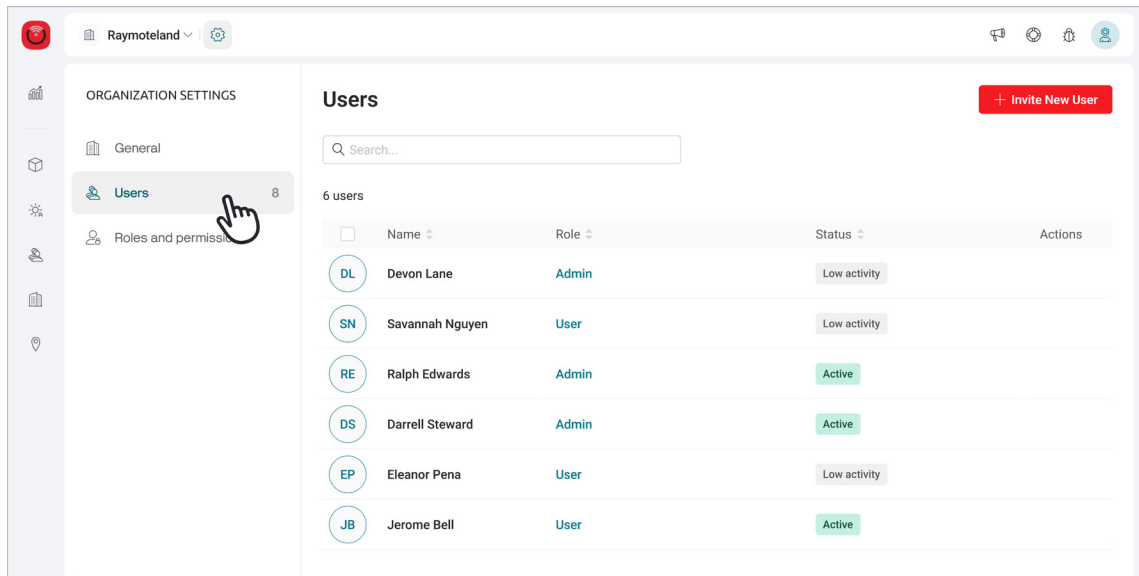 Raymoteland
ORGANIZATION SETTINGS
General
Users 8
Roles and permissi
Users
+ Invite New User
Search...
6 users
Name Role Status Actions
DL Devon Lane Admin Low activity
SN Savannah Nguyen User Low activity
RE Ralph Edwards Admin Active
DS Darrell Steward Admin Active
EP Eleanor Pena User Low activity
JB Jerome Bell User Active